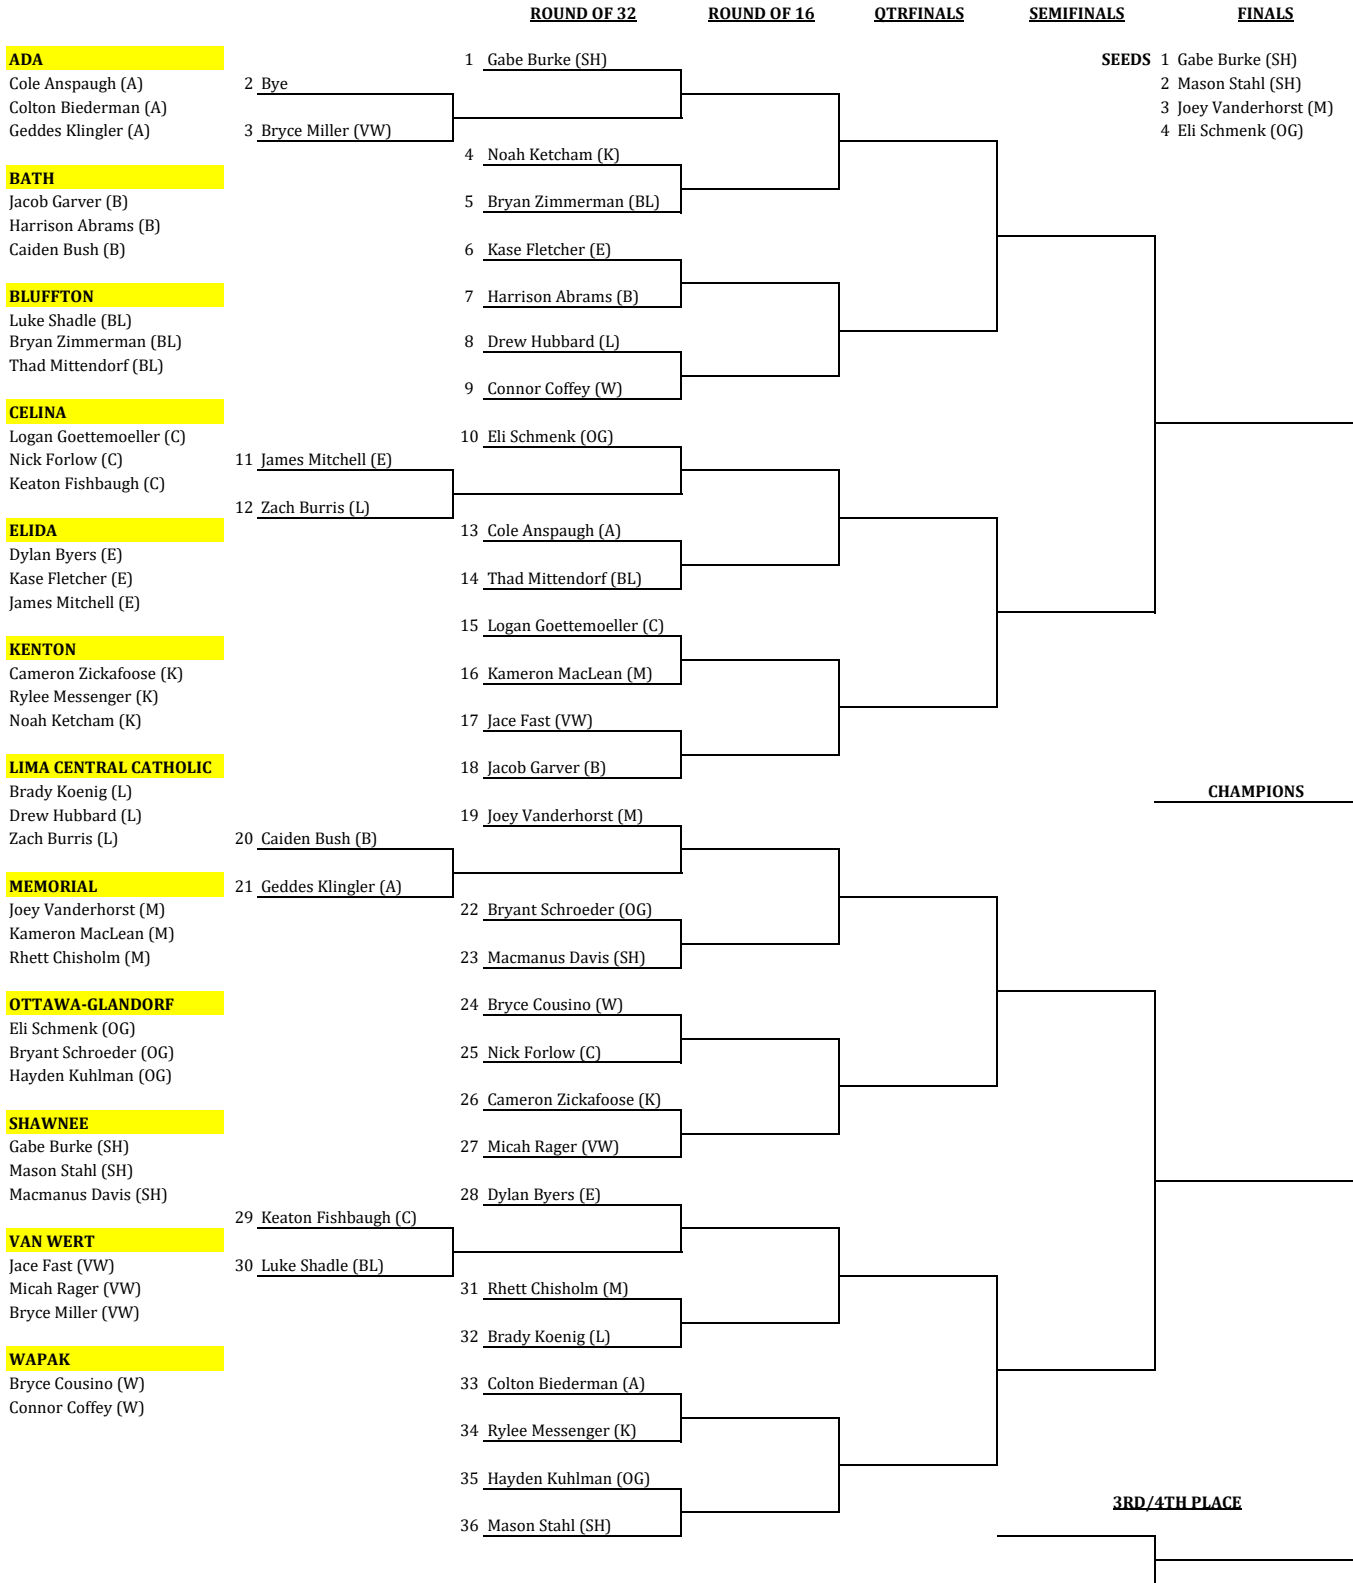 ROUND OF 32 ROUND OF 16 QTRFINALS SEMIFINALS FINALS
ADA
Cole Anspaugh (A)
Colton Biederman (A)
Geddes Klingler (A)
BATH
Jacob Garver (B)
Harrison Abrams (B)
Caiden Bush (B)
BLUFFTON
Luke Shadle (BL)
Bryan Zimmerman (BL)
Thad Mittendorf (BL)
CELINA
Logan Goettemoeller (C)
Nick Forlow (C)
Keaton Fishbaugh (C)
ELIDA
Dylan Byers (E)
Kase Fletcher (E)
James Mitchell (E)
KENTON
Cameron Zickafoose (K)
Rylee Messenger (K)
Noah Ketcham (K)
LIMA CENTRAL CATHOLIC
Brady Koenig (L)
Drew Hubbard (L)
Zach Burris (L)
MEMORIAL
Joey Vanderhorst (M)
Kameron MacLean (M)
Rhett Chisholm (M)
OTTAWA-GLANDORF
Eli Schmenk (OG)
Bryant Schroeder (OG)
Hayden Kuhlman (OG)
SHAWNEE
Gabe Burke (SH)
Mason Stahl (SH)
Macmanus Davis (SH)
VAN WERT
Jace Fast (VW)
Micah Rager (VW)
Bryce Miller (VW)
WAPAK
Bryce Cousino (W)
Connor Coffey (W)
1 Gabe Burke (SH)
2 Bye
3 Bryce Miller (VW)
4 Noah Ketcham (K)
5 Bryan Zimmerman (BL)
6 Kase Fletcher (E)
7 Harrison Abrams (B)
8 Drew Hubbard (L)
9 Connor Coffey (W)
10 Eli Schmenk (OG)
11 James Mitchell (E)
12 Zach Burris (L)
13 Cole Anspaugh (A)
14 Thad Mittendorf (BL)
15 Logan Goettemoeller (C)
16 Kameron MacLean (M)
17 Jace Fast (VW)
18 Jacob Garver (B)
19 Joey Vanderhorst (M)
20 Caiden Bush (B)
21 Geddes Klingler (A)
22 Bryant Schroeder (OG)
23 Macmanus Davis (SH)
24 Bryce Cousino (W)
25 Nick Forlow (C)
26 Cameron Zickafoose (K)
27 Micah Rager (VW)
28 Dylan Byers (E)
29 Keaton Fishbaugh (C)
30 Luke Shadle (BL)
31 Rhett Chisholm (M)
32 Brady Koenig (L)
33 Colton Biederman (A)
34 Rylee Messenger (K)
35 Hayden Kuhlman (OG)
36 Mason Stahl (SH)
SEEDS 1 Gabe Burke (SH)
2 Mason Stahl (SH)
3 Joey Vanderhorst (M)
4 Eli Schmenk (OG)
CHAMPIONS
3RD/4TH PLACE